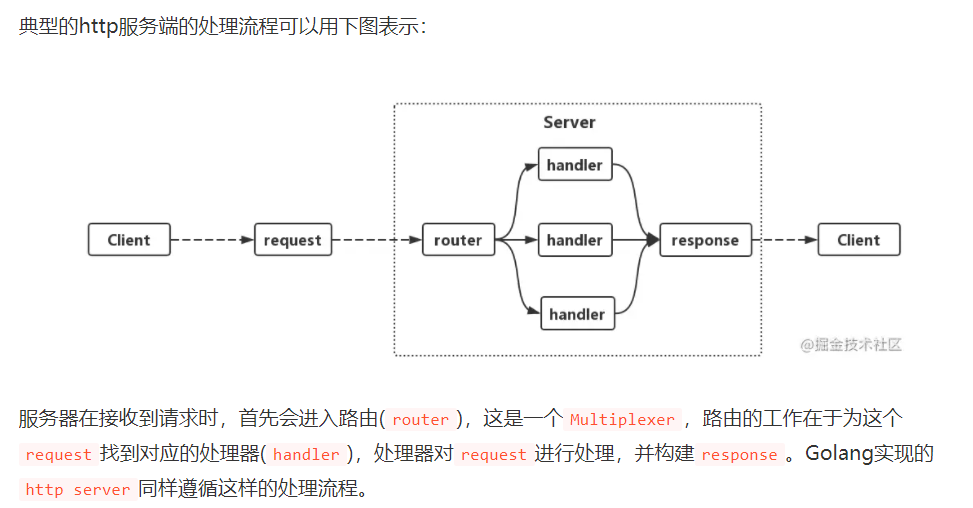 典型的http服务端的处理流程可以用下图表示：
Server
handler
Client
request
router
handler
response
Client
handler
@掘金技术社区
服务器在接收到请求时，首先会进入路由( router )，这是一个 Multiplexer ，路由的工作在于为这个
request 找到对应的处理器( handler )，处理器对 request 进行处理，并构建 response 。Golang实现的
http server 同样遵循这样的处理流程。